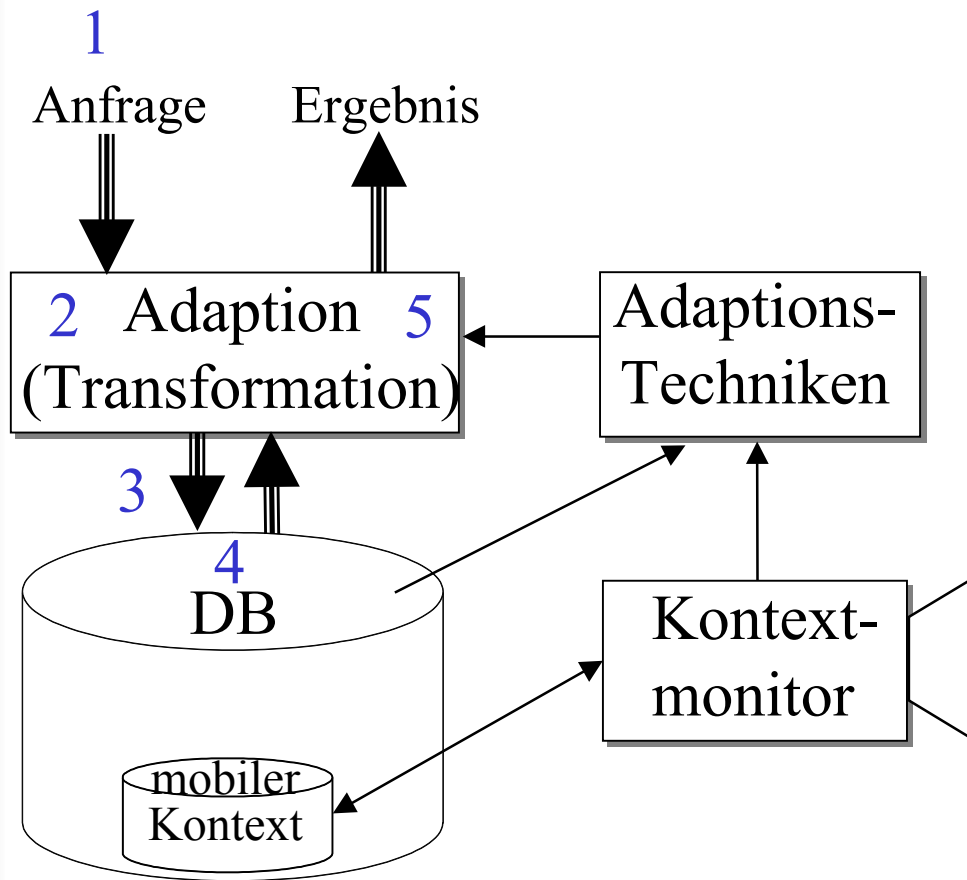 1
Anfrage Ergebnis
2 Adaption 5
(Transformation)
Adaptions-
Techniken
3
4
DB
Kontext-
monitor
mobiler
Kontext